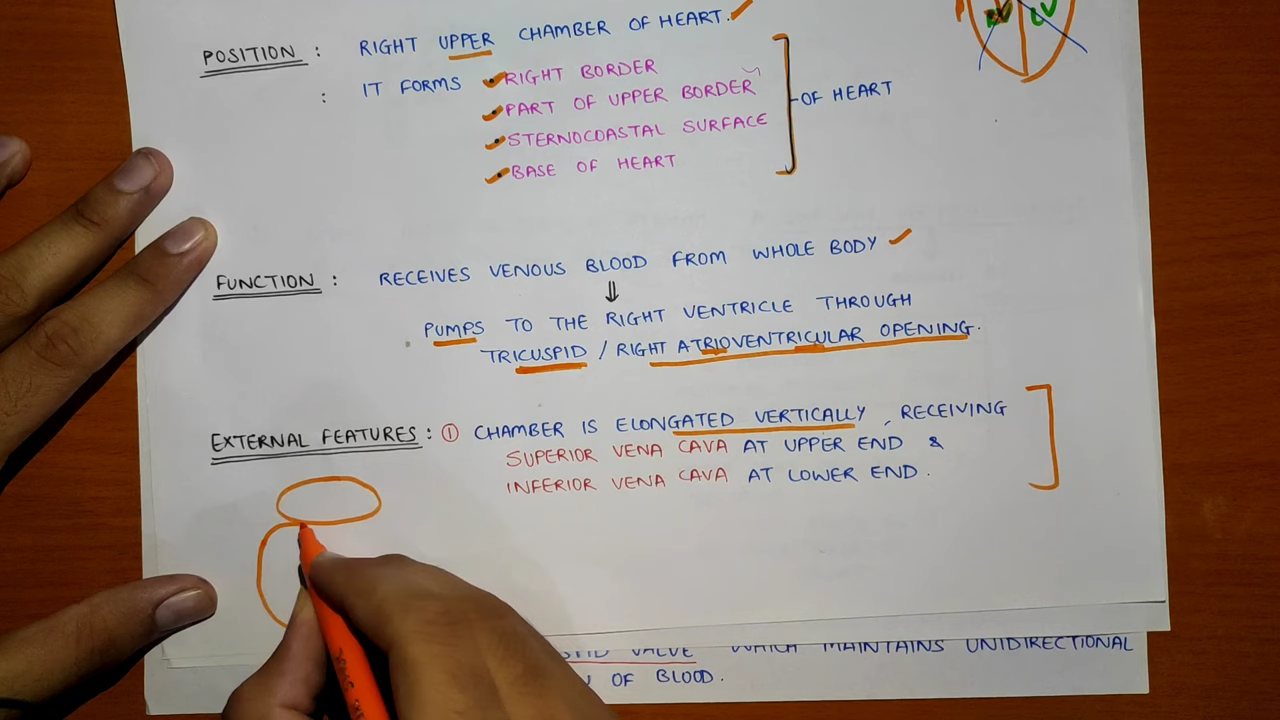 POSITION : RIGHT UPPER CHAMBER OF HEART.
: IT FORMS • RIGHT BORDER
• PART OF UPPER BORDER
• STERNOCOASTAL SURFACE
• BASE OF HEART
OF HEART
FUNCTION : RECEIVES VENOUS BLOOD FROM WHOLE BODY
⇓
PUMPS TO THE RIGHT VENTRICLE THROUGH
TRICUSPID / RIGHT ATRIOVENTRICULAR OPENING.
EXTERNAL FEATURES : ① CHAMBER IS ELONGATED VERTICALLY, RECEIVING
SUPERIOR VENA CAVA AT UPPER END &
INFERIOR VENA CAVA AT LOWER END.
VALVE WHICH MAINTAINS UNIDIRECTIONAL
OF BLOOD.